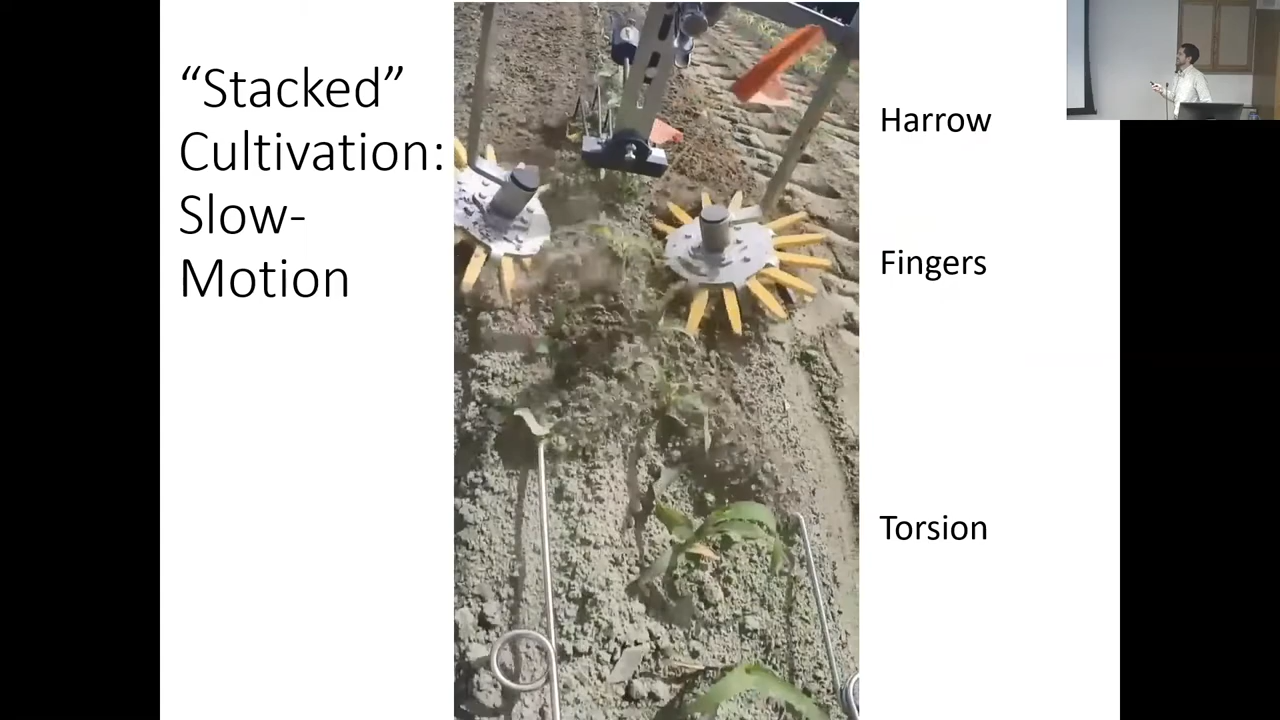 “Stacked”
Cultivation:
Slow-
Motion
Harrow
Fingers
Torsion